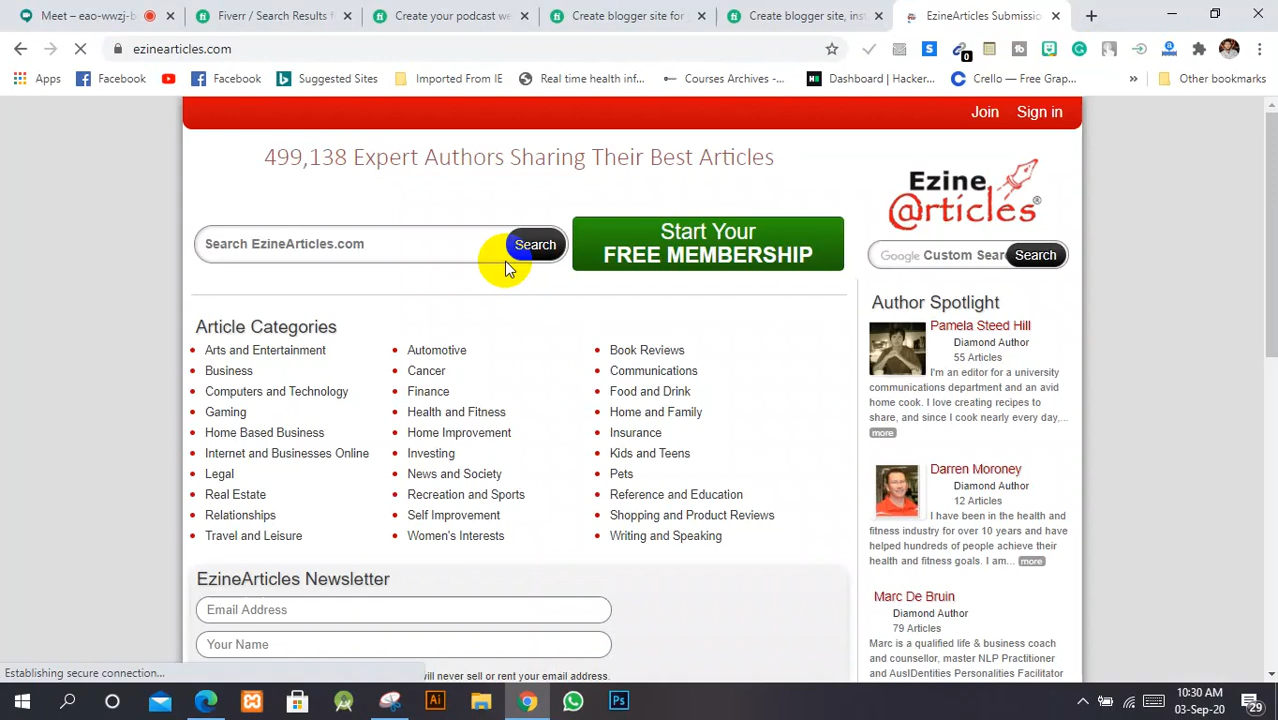 Meet – eao-wwzj-b
Fiverr / Search Results f
Create your podcast we
Create blogger site for
Create blogger site, inst
EzineArticles Submissio
ezinearticles.com
0
Apps
Facebook
Facebook
Suggested Sites
Imported From IE
Real time health inf...
Courses Archives -...
Dashboard | Hacker...
Crello — Free Grap...
»
Other bookmarks
Join
Sign in
499,138 Expert Authors Sharing Their Best Articles
Ezine
@rticles®
Search EzineArticles.com
Search
Start Your
FREE MEMBERSHIP
Google Custom Sear
Search
Article Categories
Arts and Entertainment
Automotive
Book Reviews
Business
Cancer
Communications
Computers and Technology
Finance
Food and Drink
Gaming
Health and Fitness
Home and Family
Home Based Business
Home Improvement
Insurance
Internet and Businesses Online
Investing
Kids and Teens
Legal
News and Society
Pets
Real Estate
Recreation and Sports
Reference and Education
Relationships
Self Improvement
Shopping and Product Reviews
Travel and Leisure
Women's Interests
Writing and Speaking
Author Spotlight
Pamela Steed Hill
Diamond Author
55 Articles
I'm an editor for a university
communications department and an avid
home cook. I love creating recipes to
share, and since I cook nearly every day,...
more
Darren Moroney
Diamond Author
12 Articles
I have been in the health and
fitness industry for over 10 years and have
helped hundreds of people achieve their
health and fitness goals. I am... more
Marc De Bruin
Diamond Author
79 Articles
Marc is a qualified life & business coach
and counsellor, master NLP Practitioner
and AusIDentities Personalities Facilitator
EzineArticles Newsletter
Email Address
Your Name
will never sell or rent your email address.
Establishing secure connection...
Ai
Ps
10:30 AM
03-Sep-20
29